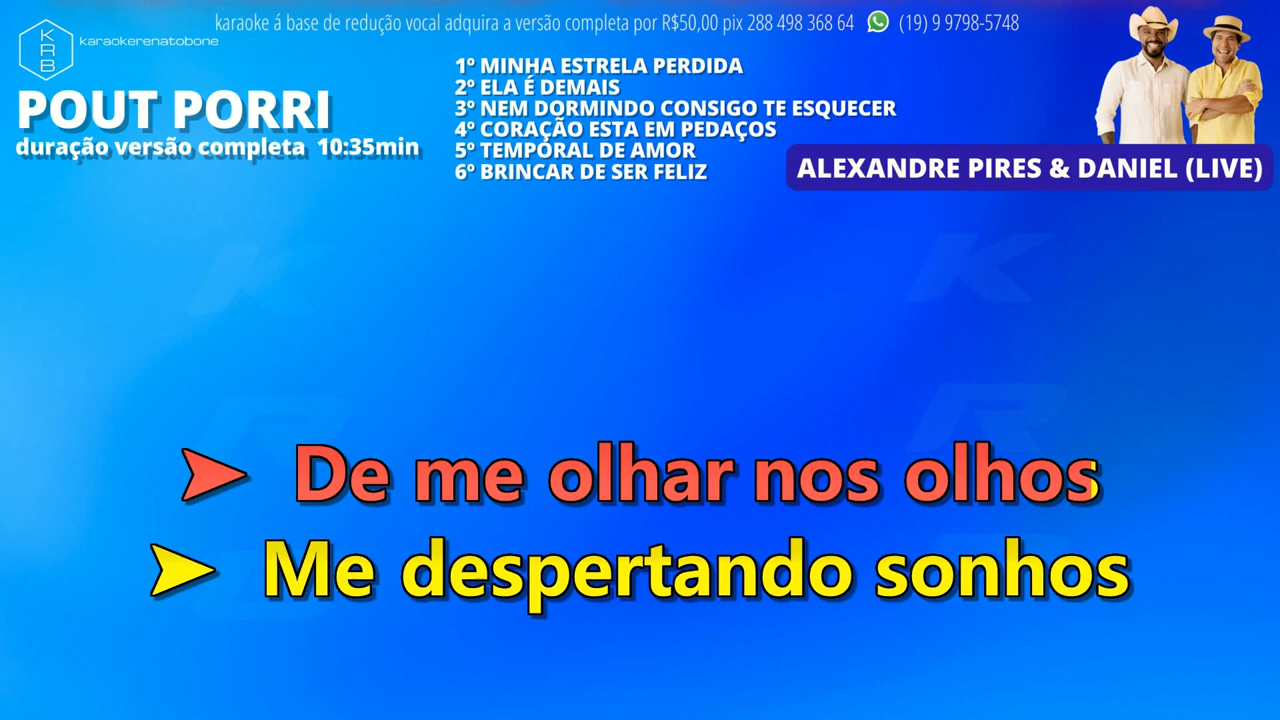 karaoke á base de redução vocal adquira a versão completa por R$50,00 pix 288 498 368 64 (19) 9 9798-5748
KRB
karaokerenatobone
POUT PORRI
duração versão completa 10:35min
1º MINHA ESTRELA PERDIDA
2º ELA É DEMAIS
3º NEM DORMINDO CONSIGO TE ESQUECER
4º CORAÇÃO ESTA EM PEDAÇOS
5º TEMPORAL DE AMOR
6º BRINCAR DE SER FELIZ
ALEXANDRE PIRES & DANIEL (LIVE)
K
K
R
R
➤ De me olhar nos olhos
➤ Me despertando sonhos
B
B